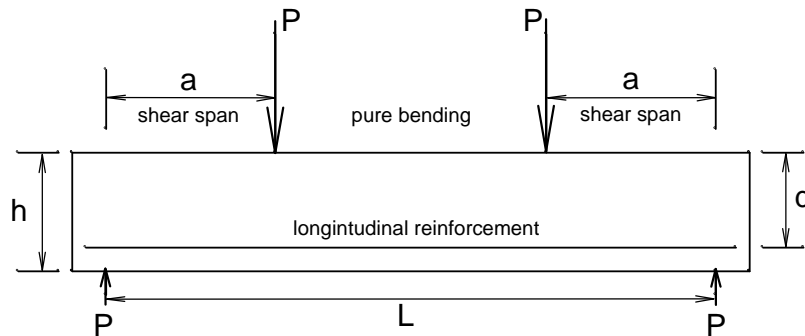 P P
a a
shear span pure bending shear span
h d
longintudinal reinforcement
L
P P